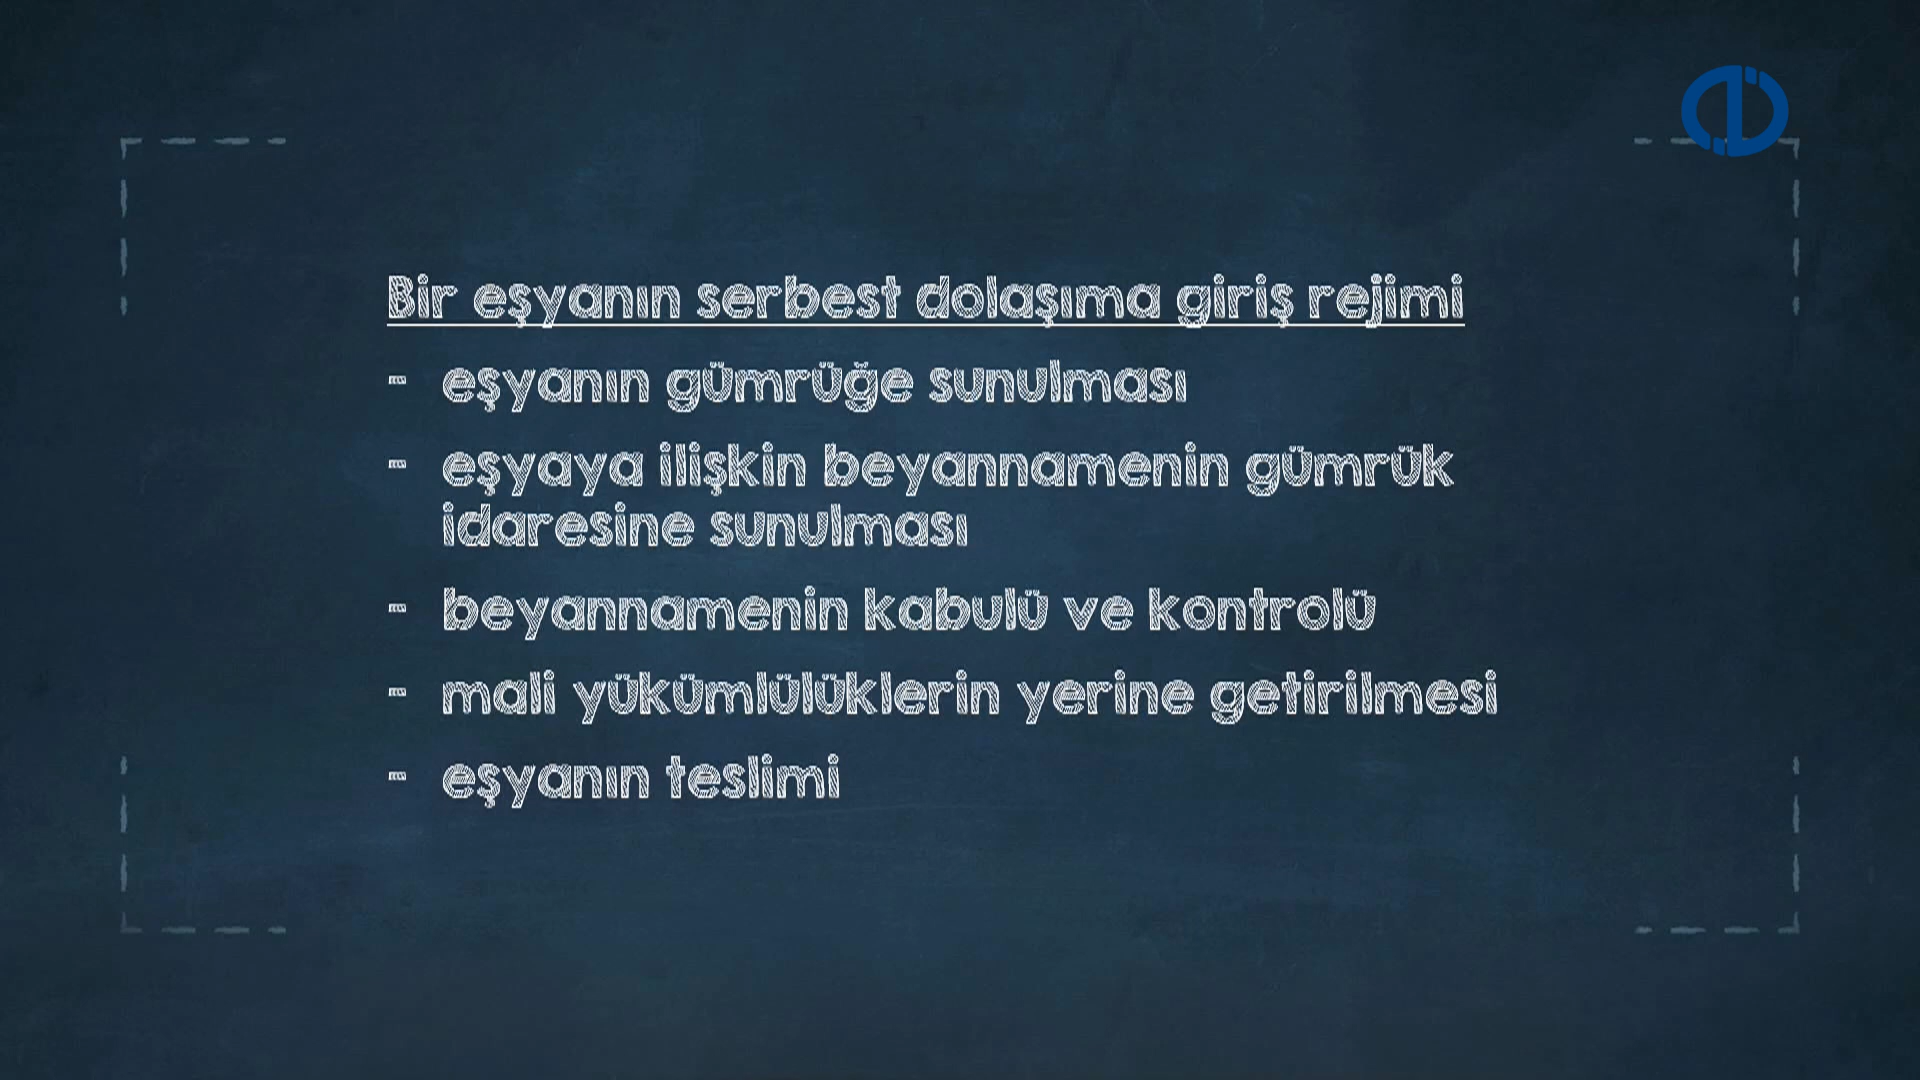 Bir eşyanın serbest dolaşıma giriş rejimi
- eşyanın gümrüğe sunulması
- eşyaya ilişkin beyannamenin gümrük
idaresine sunulması
- beyannamenin kabulü ve kontrolü
- mali yükümlülüklerin yerine getirilmesi
- eşyanın teslimi